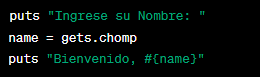 puts "Ingrese su Nombre: "
name = gets.chomp
puts "Bienvenido, #{name}"